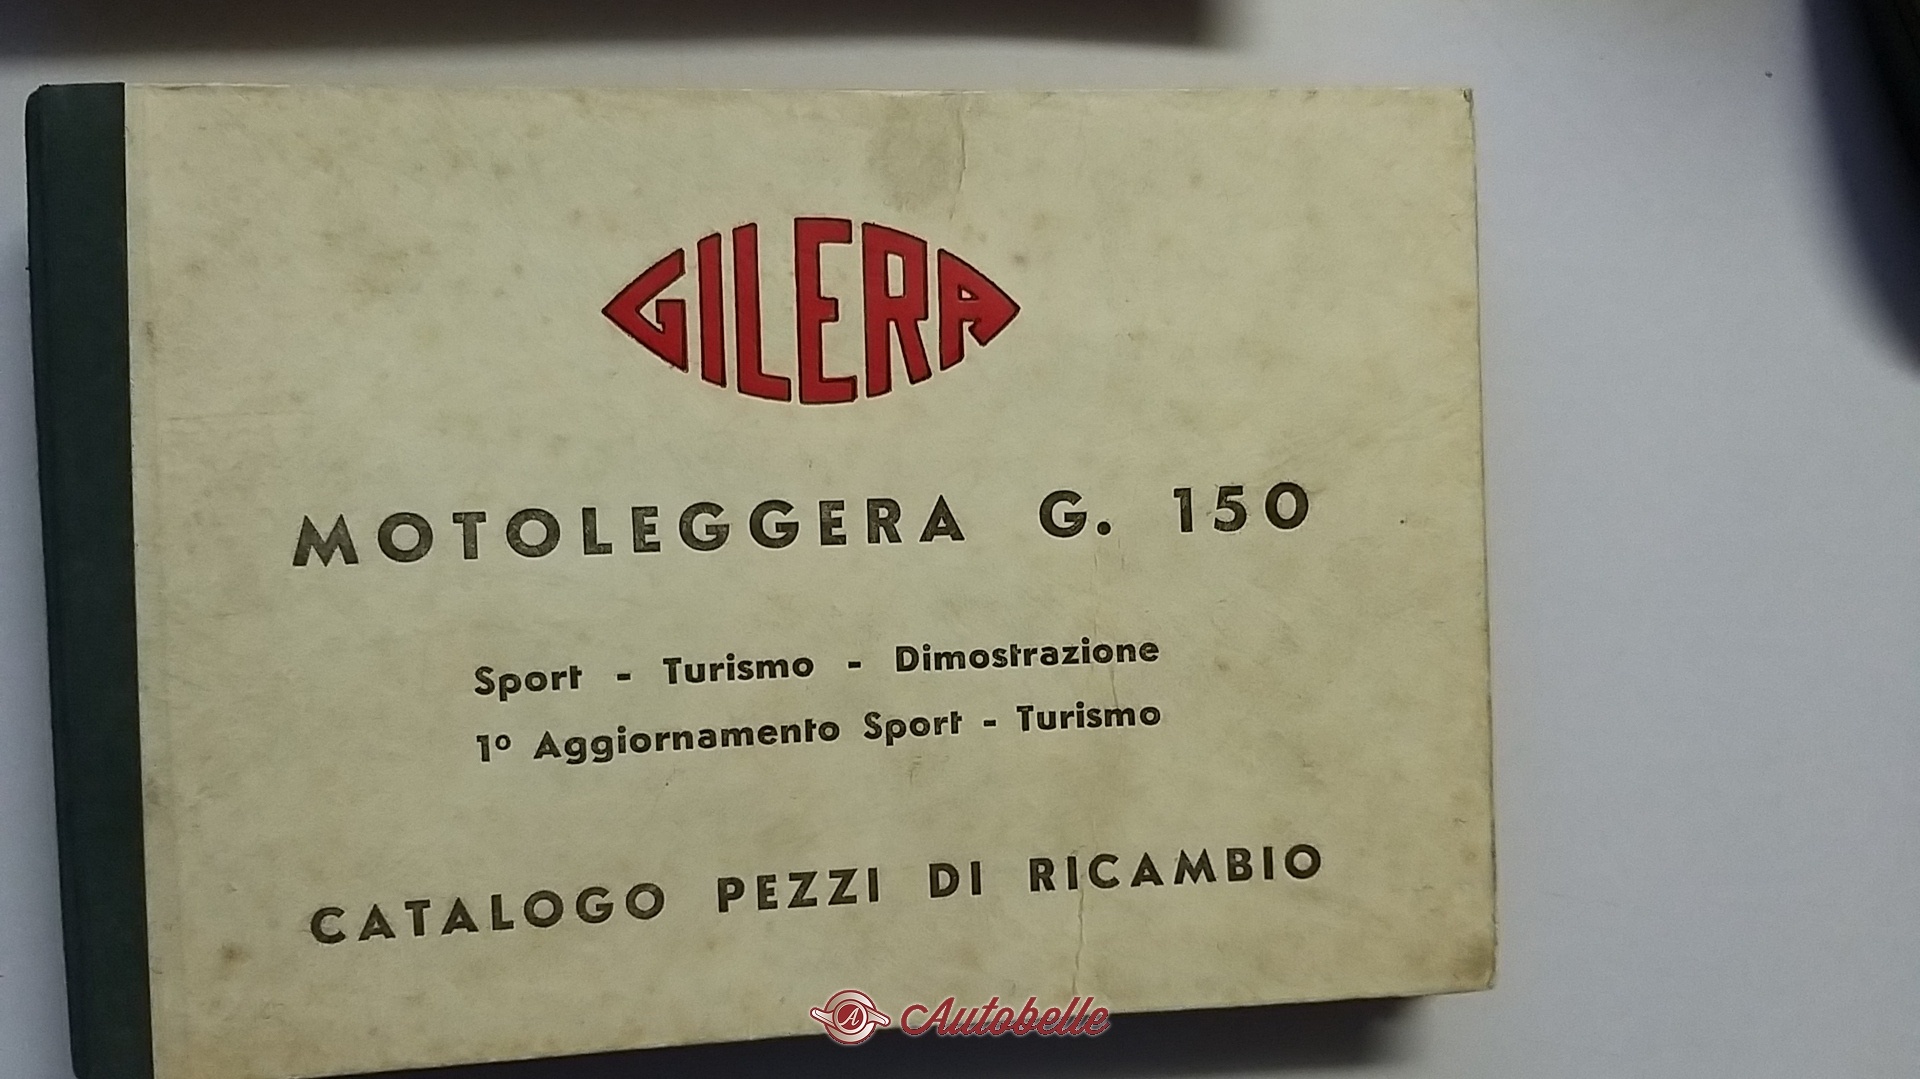 GILERA
MOTOLEGGERA G. 150
Sport - Turismo - Dimostrazione
1º Aggiornamento Sport - Turismo
CATALOGO PEZZI DI RICAMBIO
A Autobelle